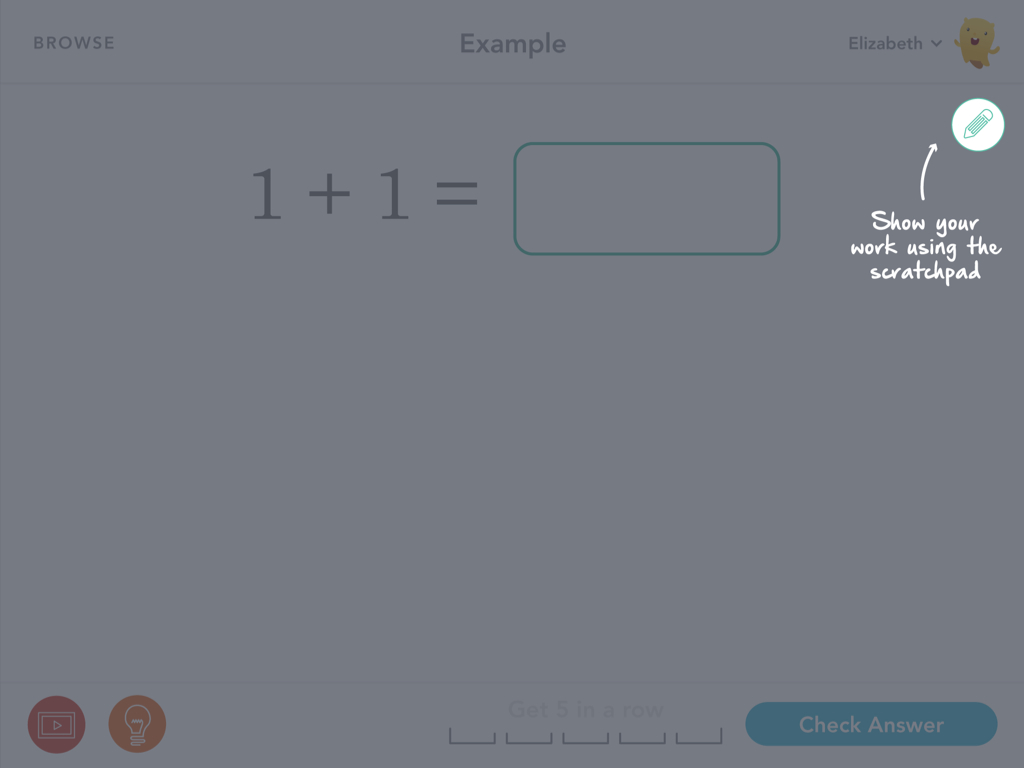 BROWSE
Example
Elizabeth
1 + 1 =
Show your
work using the
scratchpad
Get 5 in a row
Check Answer